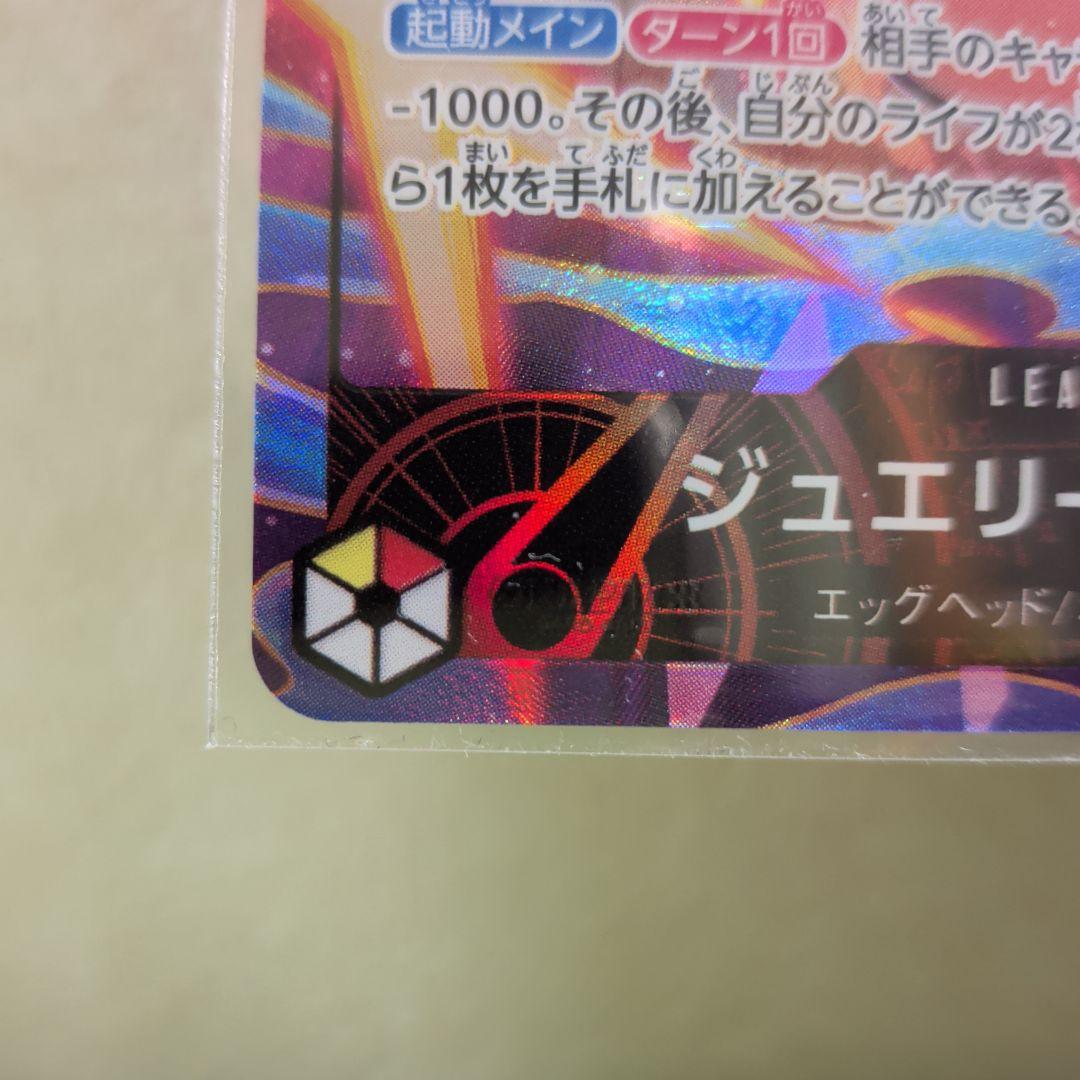 起動メイン ターン1回 相手のキャ
-1000。その後、自分のライフが2
ら1枚を手札に加えることができる。
LEA
ジュエリー
エッグヘッド/